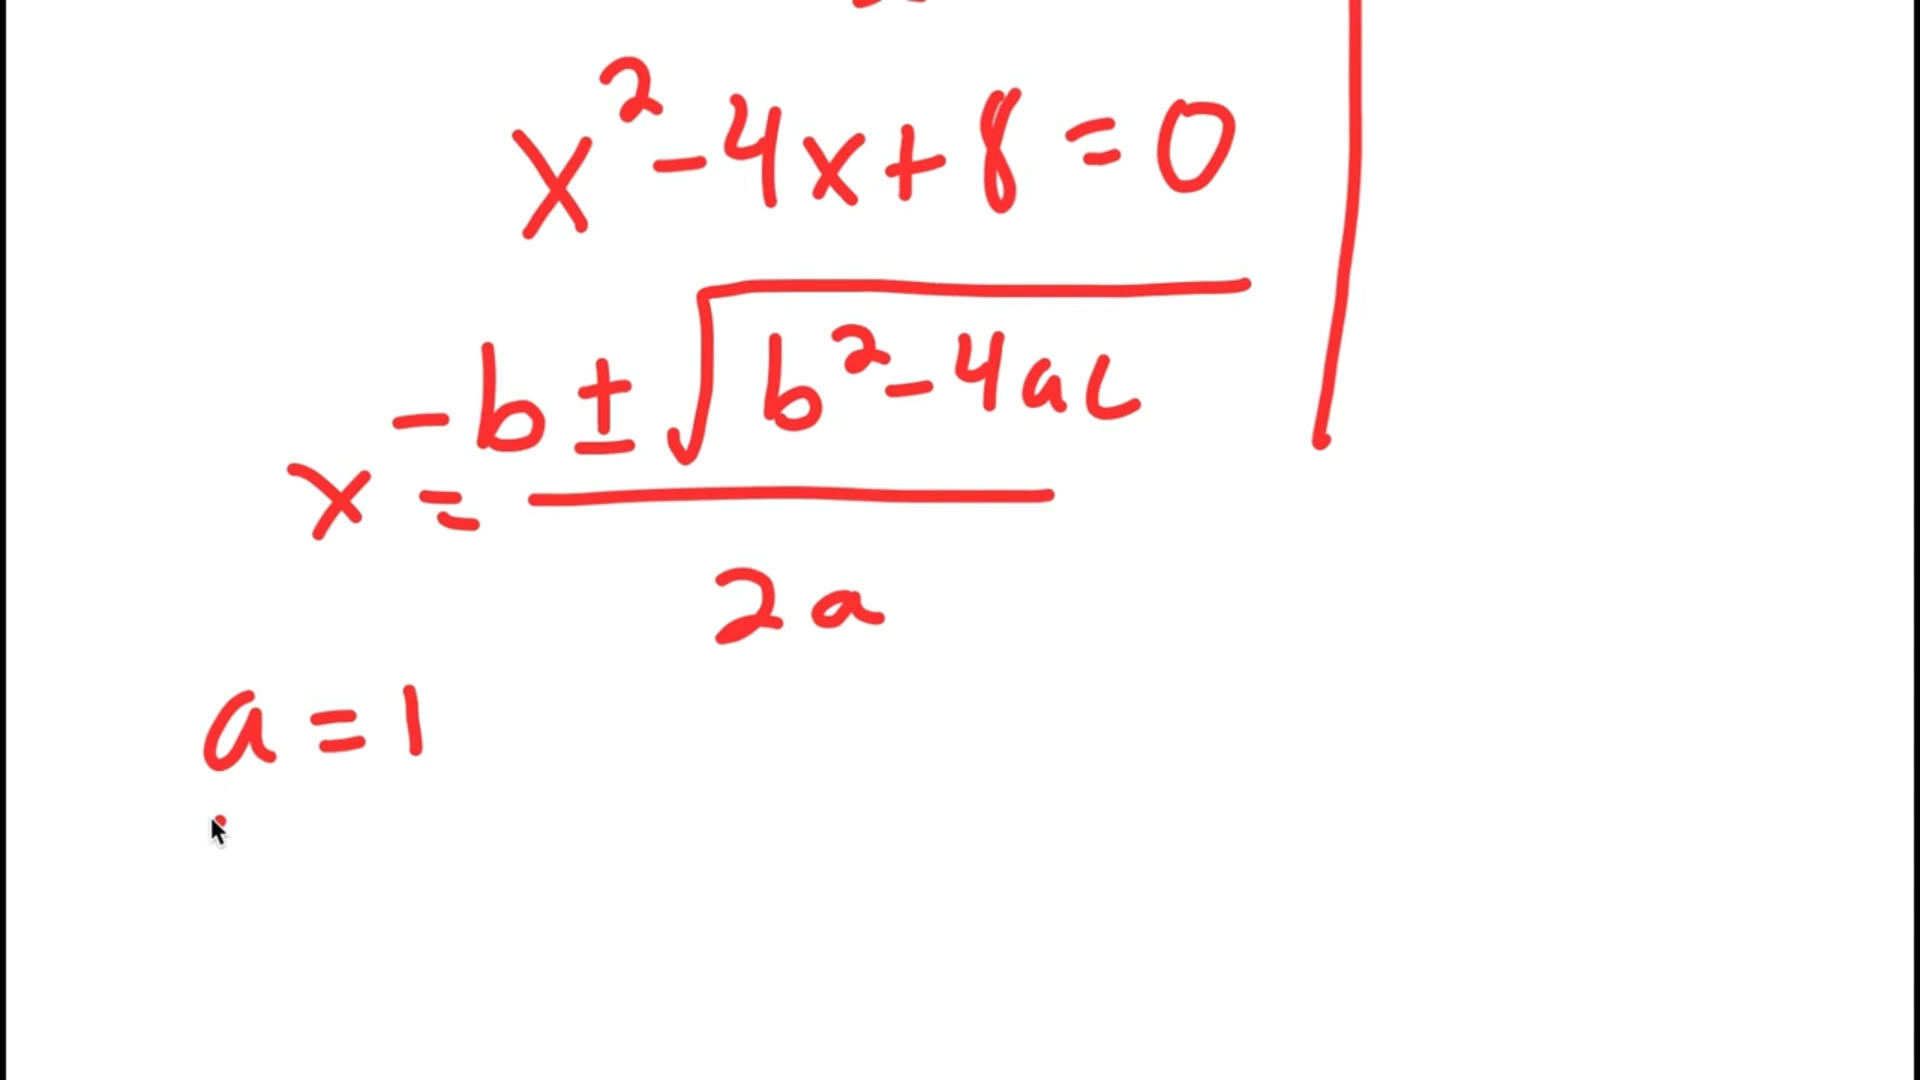 x²-4x+8=0
x = -b±√(b²-4ac) / 2a
a=1